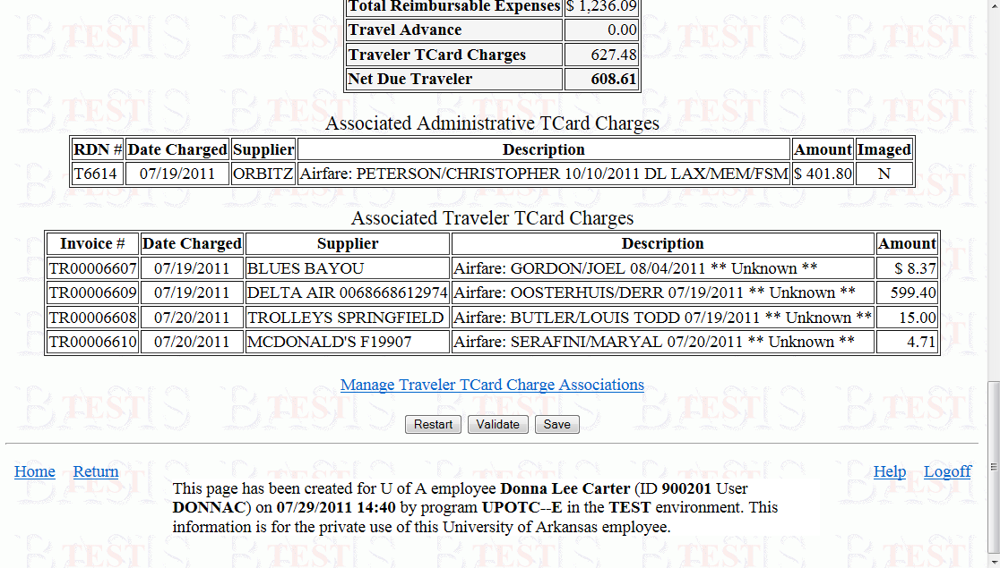 Total Reimbursable Expenses $ 1,236.09
Travel Advance 0.00
Traveler TCard Charges 627.48
Net Due Traveler 608.61
Associated Administrative TCard Charges
RDN # Date Charged Supplier Description Amount Imaged
T6614 07/19/2011 ORBITZ Airfare: PETERSON/CHRISTOPHER 10/10/2011 DL LAX/MEM/FSM $ 401.80 N
Associated Traveler TCard Charges
Invoice # Date Charged Supplier Description Amount
TR00006607 07/19/2011 BLUES BAYOU Airfare: GORDON/JOEL 08/04/2011 ** Unknown ** $ 8.37
TR00006609 07/19/2011 DELTA AIR 0068668612974 Airfare: OOSTERHUIS/DERR 07/19/2011 ** Unknown ** 599.40
TR00006608 07/20/2011 TROLLEYS SPRINGFIELD Airfare: BUTLER/LOUIS TODD 07/19/2011 ** Unknown ** 15.00
TR00006610 07/20/2011 MCDONALD'S F19907 Airfare: SERAFINI/MARYAL 07/20/2011 ** Unknown ** 4.71
Manage Traveler TCard Charge Associations
Restart Validate Save
Home Return Help Logoff
This page has been created for U of A employee Donna Lee Carter (ID 900201 User
DONNAC) on 07/29/2011 14:40 by program UPOTC--E in the TEST environment. This
information is for the private use of this University of Arkansas employee.